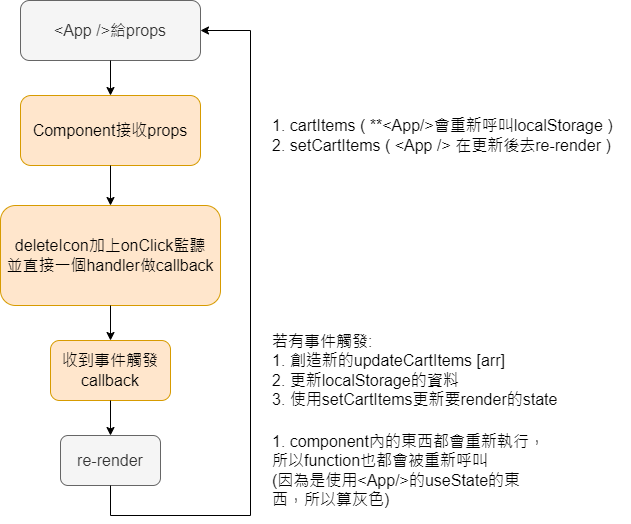 <App />給props
Component接收props
1. cartItems ( **<App/>會重新呼叫localStorage )
2. setCartItems ( <App /> 在更新後去re-render )
deleteIcon加上onClick監聽
並直接一個handler做callback
收到事件觸發
callback
若有事件觸發:
1. 創造新的updateCartItems [arr]
2. 更新localStorage的資料
3. 使用setCartItems更新要render的state
re-render
1. component內的東西都會重新執行，
所以function也都會被重新呼叫
(因為是使用<App/>的useState的東
西，所以算灰色)